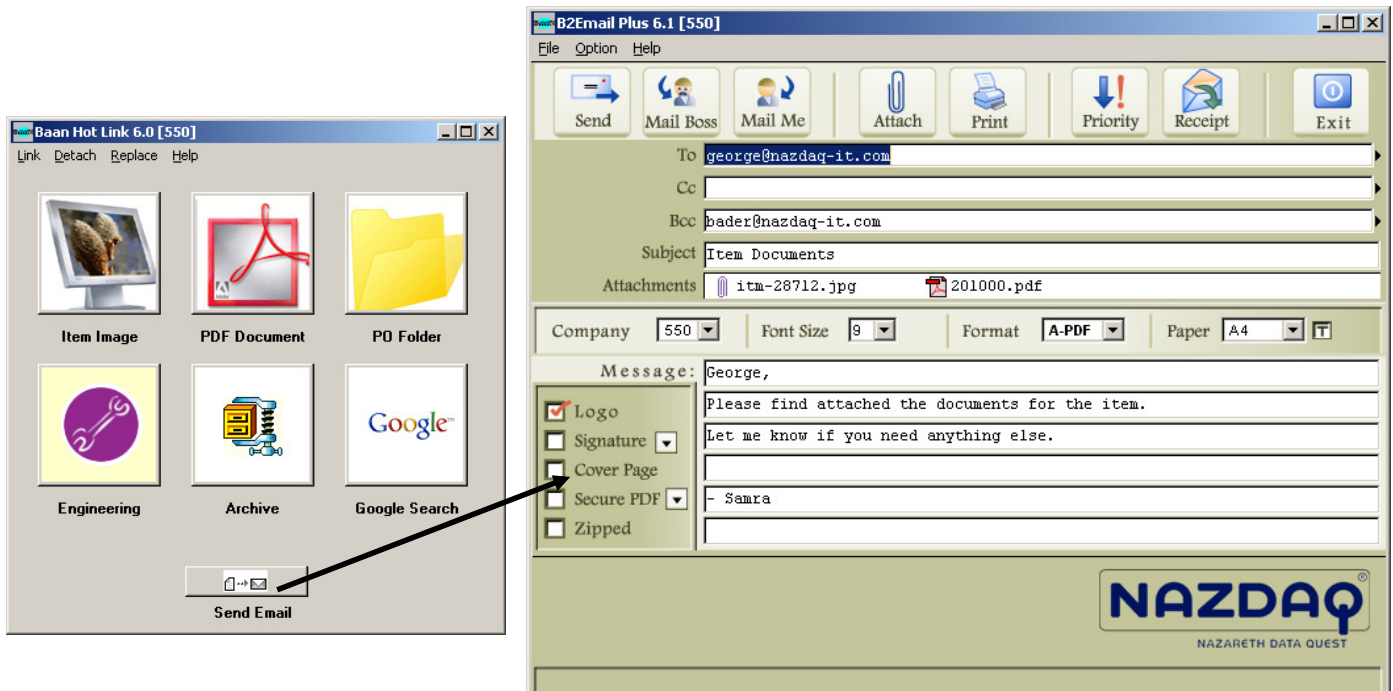 Baan Hot Link 6.0 [550]
Link Detach Replace Help
Item Image PDF Document PO Folder
Adobe
Google™
Engineering Archive Google Search
Send Email
B2Email Plus 6.1 [550]
File Option Help
Send Mail Boss Mail Me Attach Print Priority Receipt Exit
To george@nazdaq-it.com
Cc
Bcc bader@nazdaq-it.com
Subject Item Documents
Attachments itm-28712.jpg 201000.pdf
Company 550 Font Size 9 Format A-PDF Paper A4 T
Message: George,
Logo Please find attached the documents for the item.
Signature Let me know if you need anything else.
Cover Page
Secure PDF - Samra
Zipped
NAZDAQ®
NAZARETH DATA QUEST